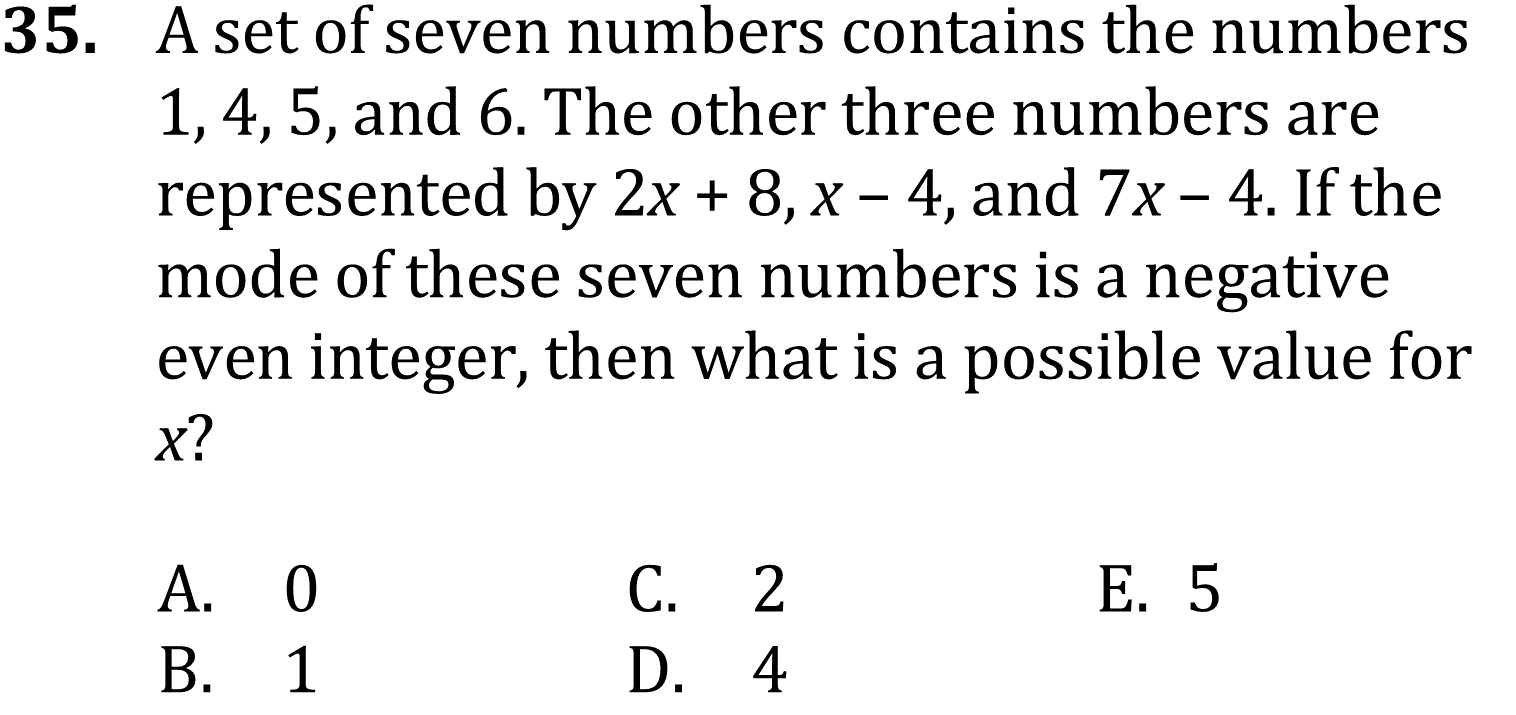 35. A set of seven numbers contains the numbers
1, 4, 5, and 6. The other three numbers are
represented by 2x + 8, x – 4, and 7x – 4. If the
mode of these seven numbers is a negative
even integer, then what is a possible value for
x?
A. 0 C. 2 E. 5
B. 1 D. 4